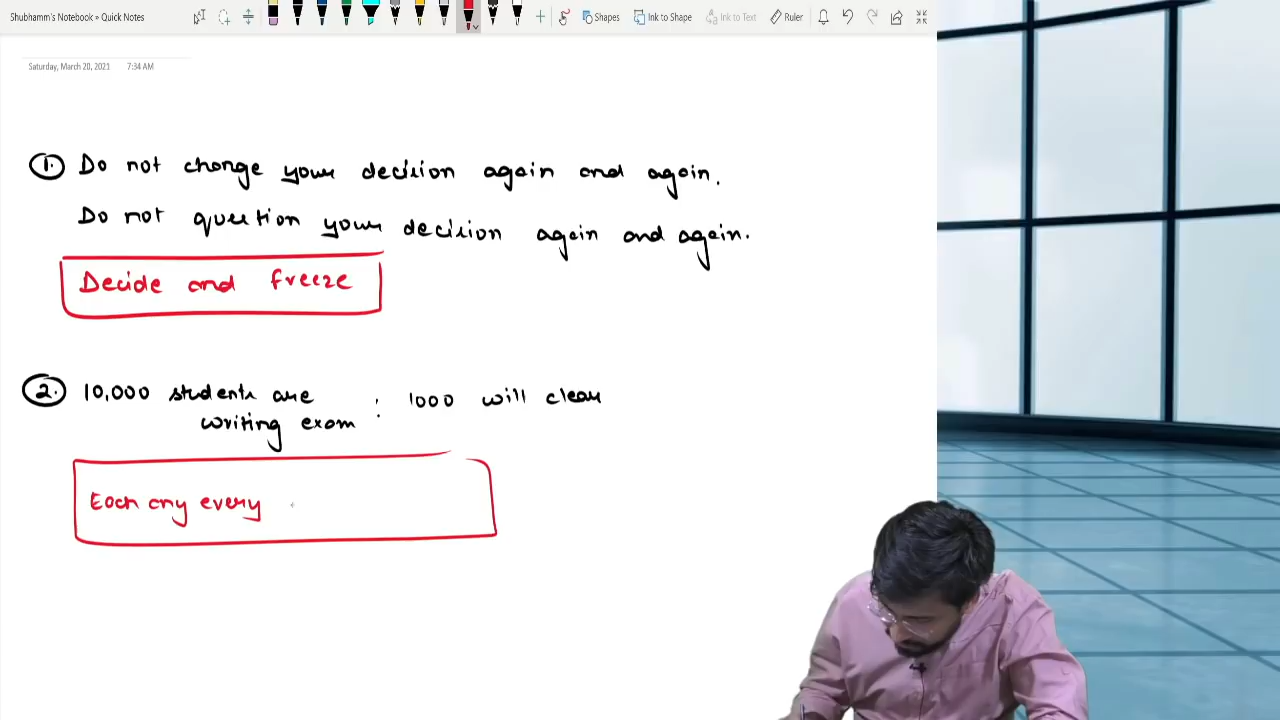 Shubhamm's Notebook » Quick Notes
Shapes
Ink to Shape
Ink to Text
Ruler
Saturday, March 20, 2021 7:34 AM
1. Do not change your decision again and again.
Do not question your decision again and again.
Decide and freeze
2. 10,000 students are : 1000 will clear
writing exam
Each any every